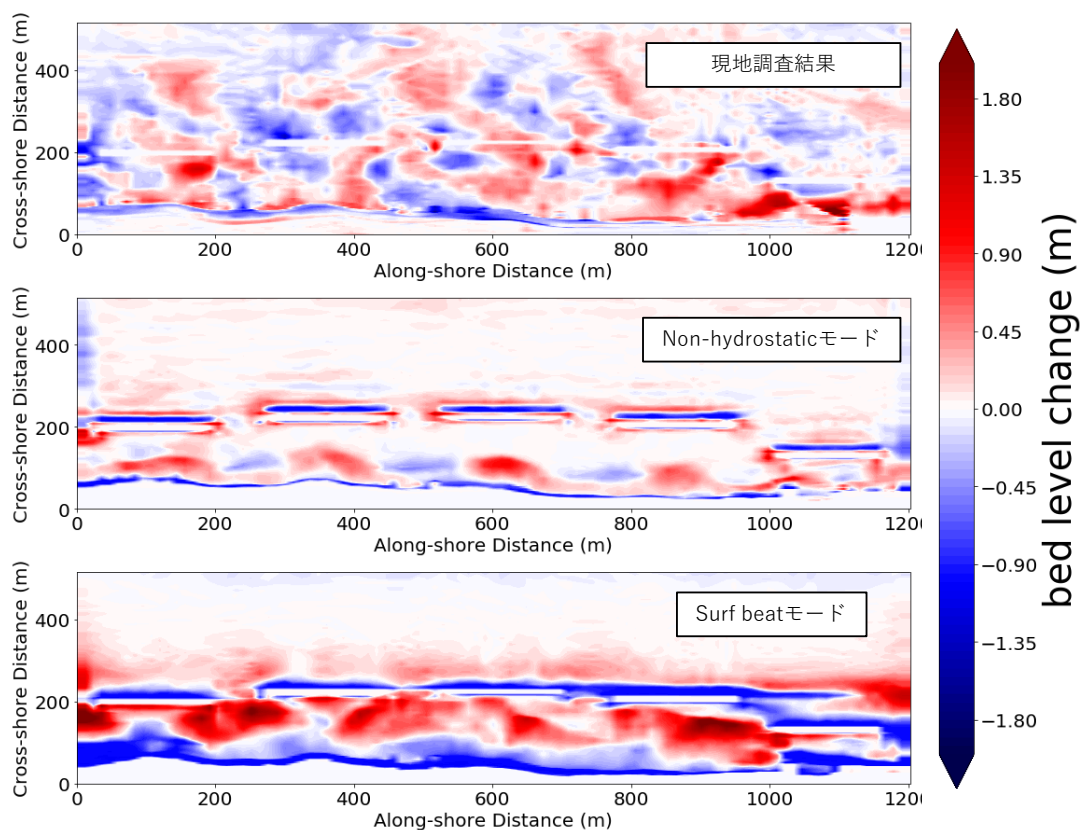 現地調査結果
Cross-shore Distance (m)
400
200
0
0 200 400 600 800 1000 120
Along-shore Distance (m)
Non-hydrostaticモード
Cross-shore Distance (m)
400
200
0
0 200 400 600 800 1000 120
Along-shore Distance (m)
Surf beatモード
Cross-shore Distance (m)
400
200
0
0 200 400 600 800 1000 120
Along-shore Distance (m)
1.80
1.35
0.90
0.45
0.00
−0.45
−0.90
−1.35
−1.80
bed level change (m)